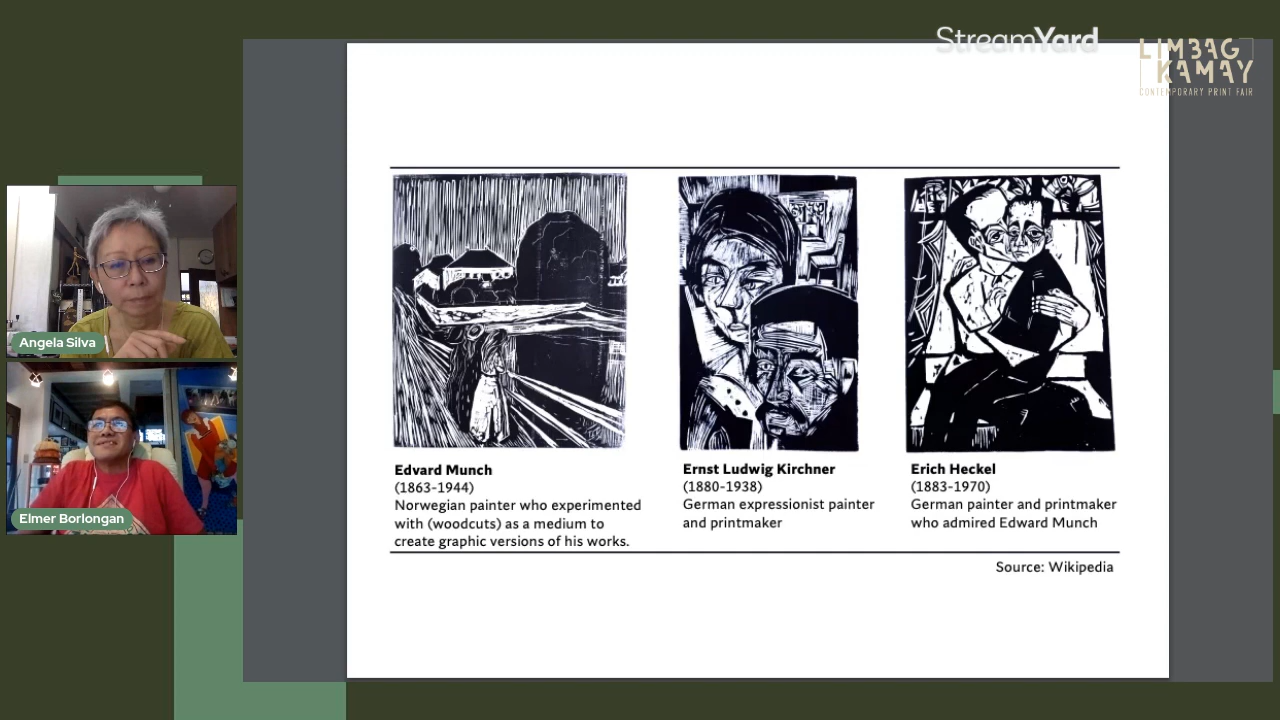 StreamYard
LIMBAG
KAMAY
CONTEMPORARY PRINT FAIR
Angela Silva
Elmer Borlongan
Edvard Munch
(1863-1944)
Norwegian painter who experimented
with (woodcuts) as a medium to
create graphic versions of his works.
Ernst Ludwig Kirchner
(1880-1938)
German expressionist painter
and printmaker
Erich Heckel
(1883-1970)
German painter and printmaker
who admired Edward Munch
Source: Wikipedia